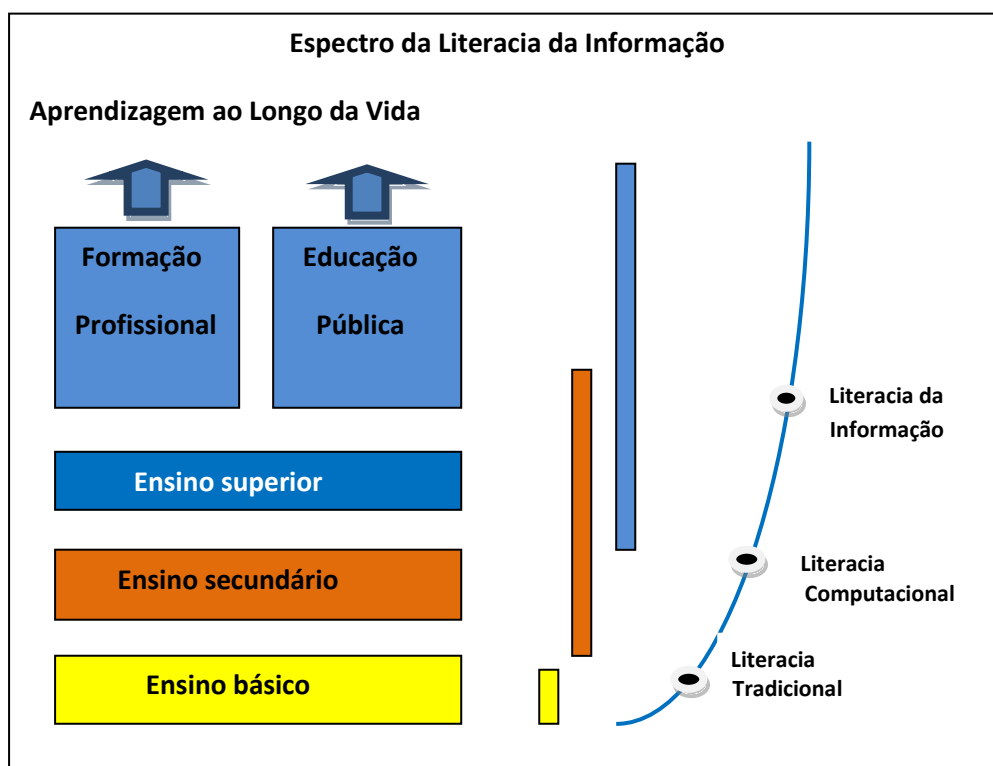 Espectro da Literacia da Informação
Aprendizagem ao Longo da Vida
Formação
Profissional
Educação
Pública
Ensino superior
Ensino secundário
Ensino básico
Literacia da
Informação
Literacia
Computacional
Literacia
Tradicional